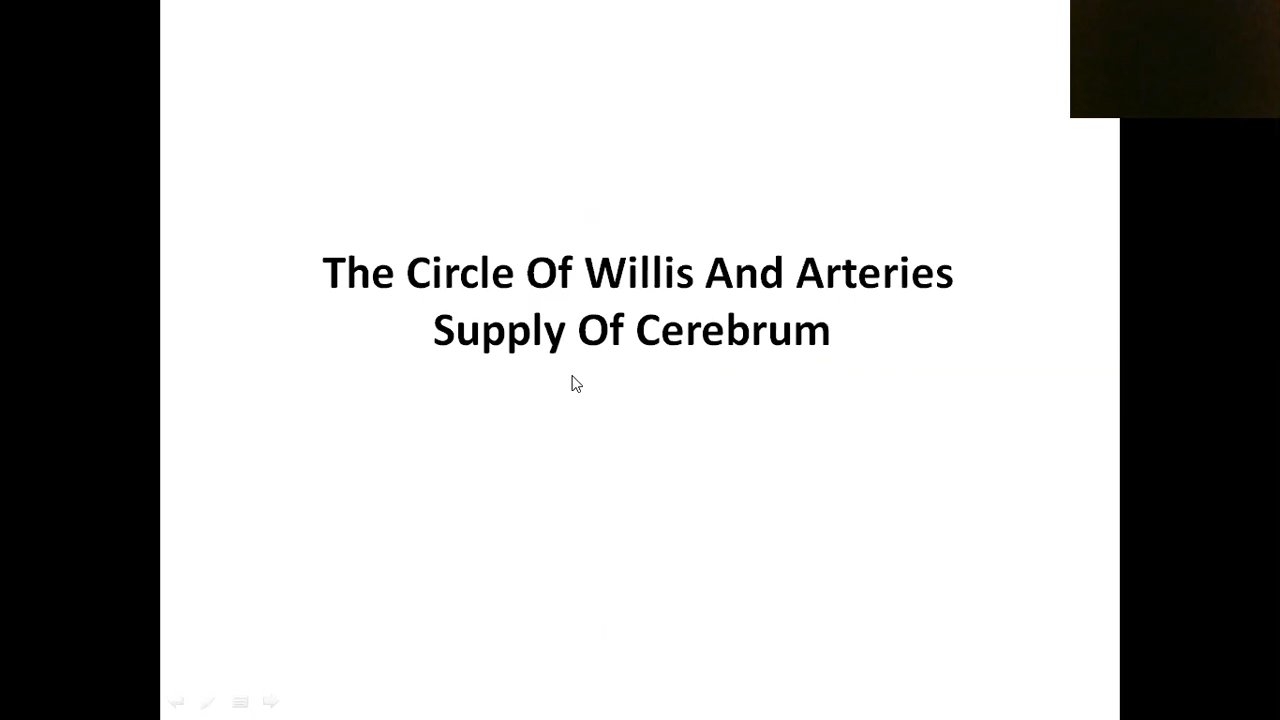 The Circle Of Willis And Arteries
Supply Of Cerebrum